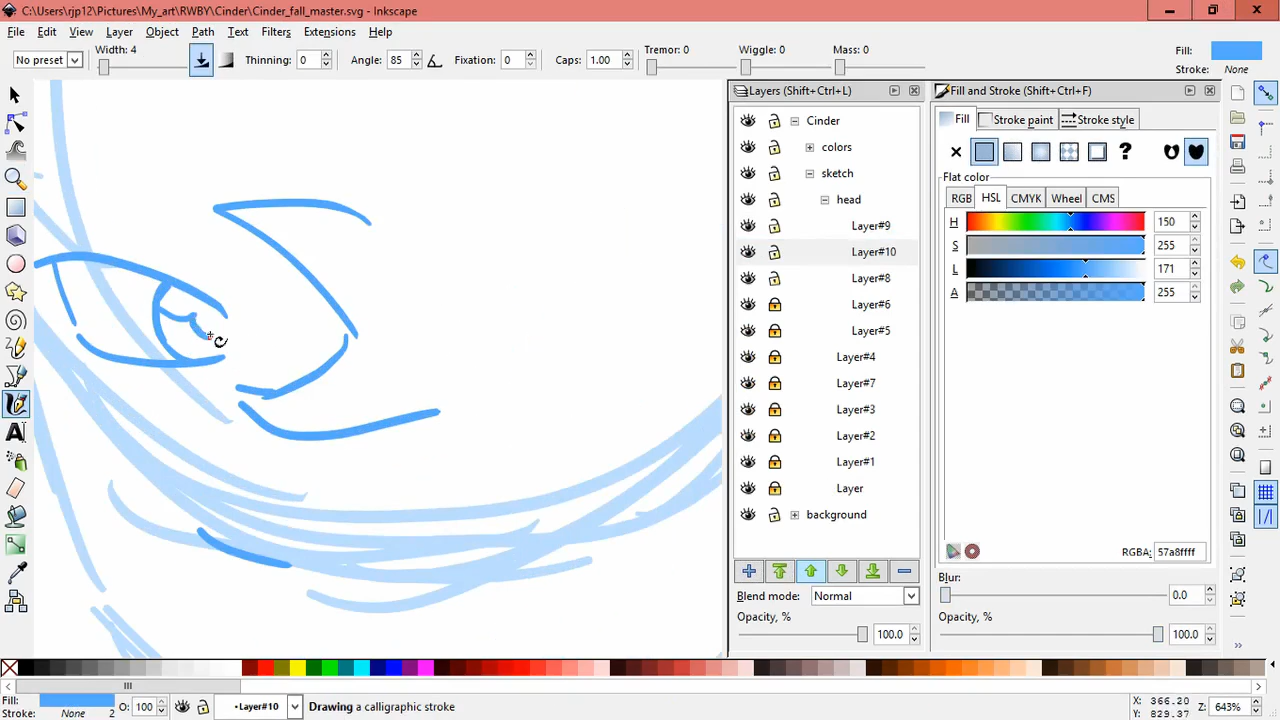 C:\Users\rjp12\Pictures\My_art\RWBY\Cinder\Cinder_fall_master.svg - Inkscape
File Edit View Layer Object Path Text Filters Extensions Help
No preset Width: 4 Thinning: 0 Angle: 85 Fixation: 0 Caps: 1.00 Tremor: 0 Wiggle: 0 Mass: 0 Fill: Stroke: None
Layers (Shift+Ctrl+L)
Cinder
colors
sketch
head
Layer#9
Layer#10
Layer#8
Layer#6
Layer#5
Layer#4
Layer#7
Layer#3
Layer#2
Layer#1
Layer
background
Blend mode: Normal
Opacity, %
100.0
Fill and Stroke (Shift+Ctrl+F)
Fill Stroke paint Stroke style
?
Flat color
RGB HSL CMYK Wheel CMS
H 150
S 255
L 171
A 255
RGBA: 57a8ffff
Blur:
0.0
Opacity, %
100.0
Fill:
Stroke: None 2
O: 100
•Layer#10
Drawing a calligraphic stroke
X: 366.20
Y: 829.37
Z: 643%